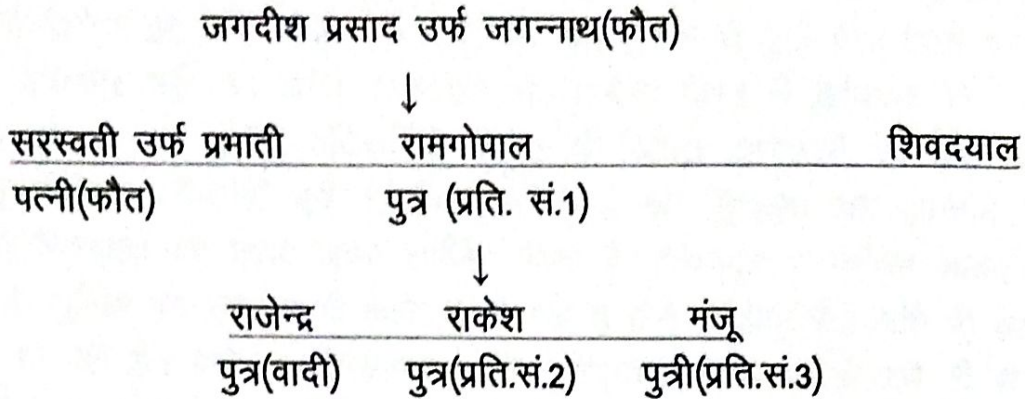 जगदीश प्रसाद उर्फ जगन्नाथ(फौत)
↓
सरस्वती उर्फ प्रभाती रामगोपाल शिवदयाल
पत्नी(फौत) पुत्र (प्रति. सं.1)
↓
राजेन्द्र राकेश मंजू
पुत्र(वादी) पुत्र(प्रति.सं.2) पुत्री(प्रति.सं.3)